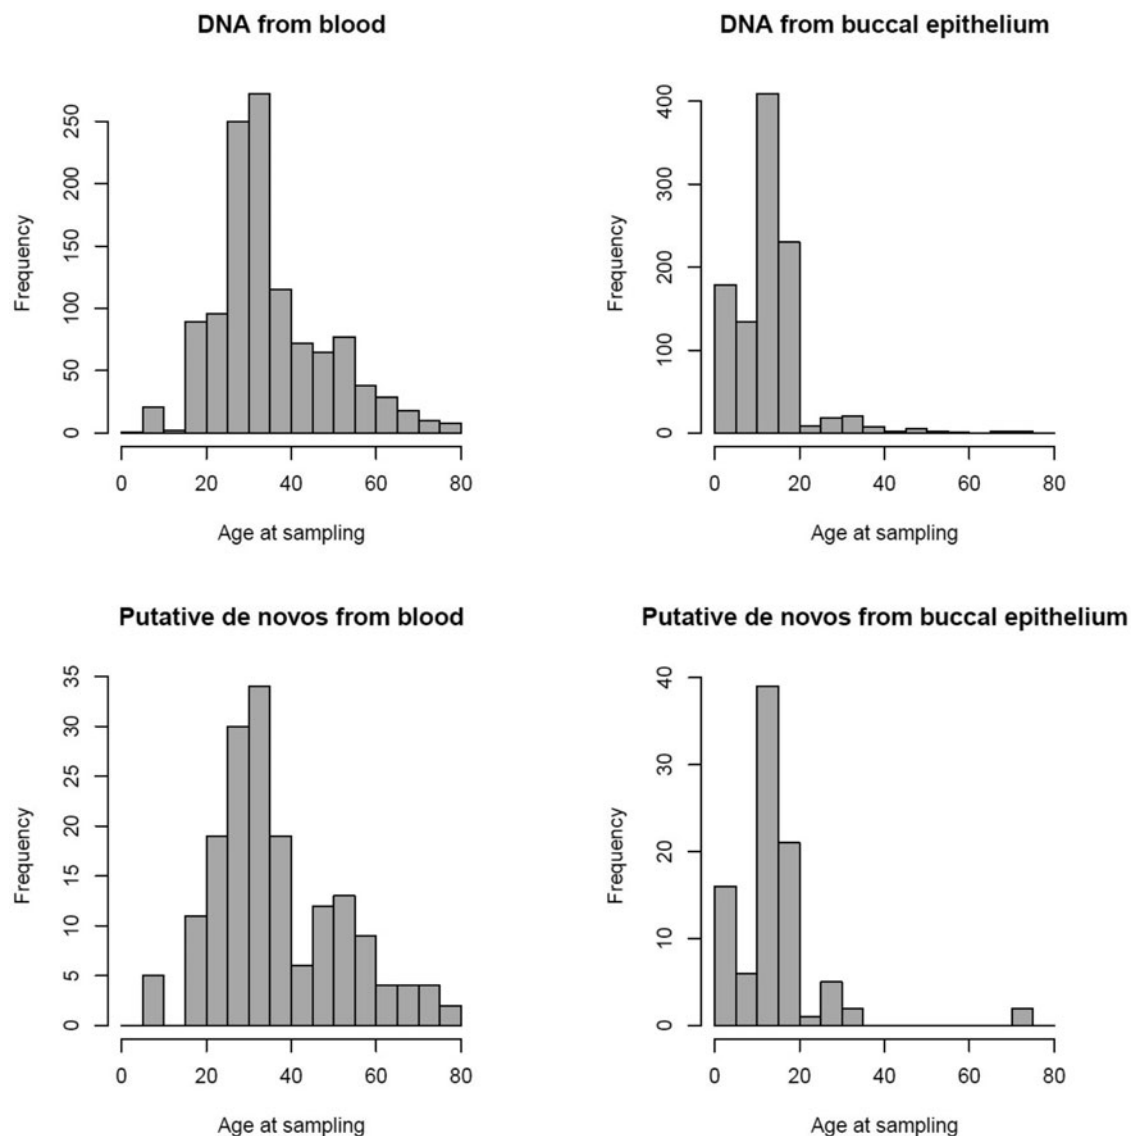 DNA from blood
Frequency
0 50 100 150 200 250
0 20 40 60 80
Age at sampling
DNA from buccal epithelium
Frequency
0 100 200 300 400
0 20 40 60 80
Age at sampling
Putative de novos from blood
Frequency
0 5 10 15 20 25 30 35
0 20 40 60 80
Age at sampling
Putative de novos from buccal epithelium
Frequency
0 10 20 30 40
0 20 40 60 80
Age at sampling